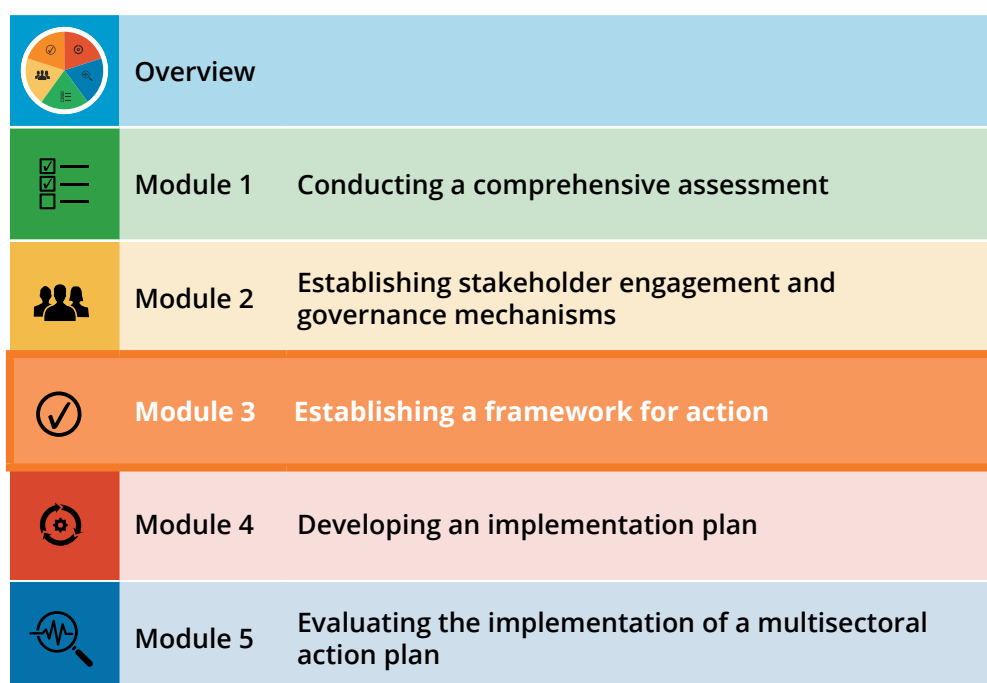 Overview
Module 1 Conducting a comprehensive assessment
Module 2 Establishing stakeholder engagement and
governance mechanisms
Module 3 Establishing a framework for action
Module 4 Developing an implementation plan
Module 5 Evaluating the implementation of a multisectoral
action plan